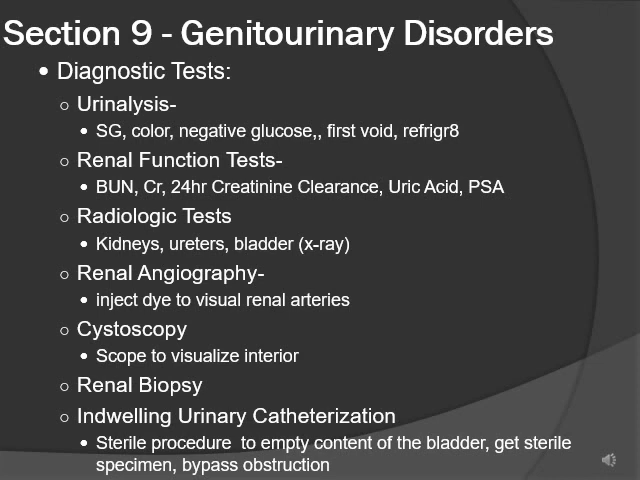 Section 9 - Genitourinary Disorders
• Diagnostic Tests:
○ Urinalysis-
• SG, color, negative glucose,, first void, refrigr8
○ Renal Function Tests-
• BUN, Cr, 24hr Creatinine Clearance, Uric Acid, PSA
○ Radiologic Tests
• Kidneys, ureters, bladder (x-ray)
○ Renal Angiography-
• inject dye to visual renal arteries
○ Cystoscopy
• Scope to visualize interior
○ Renal Biopsy
○ Indwelling Urinary Catheterization
• Sterile procedure  to empty content of the bladder, get sterile
specimen, bypass obstruction